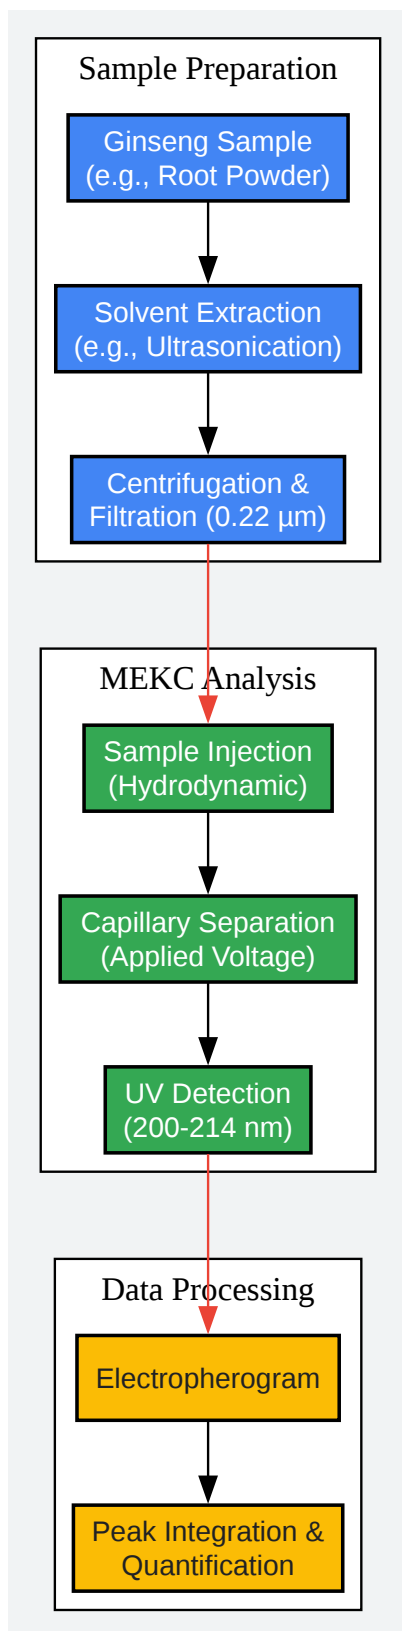 Sample Preparation
Ginseng Sample
(e.g., Root Powder)
Solvent Extraction
(e.g., Ultrasonication)
Centrifugation &
Filtration (0.22 µm)
MEKC Analysis
Sample Injection
(Hydrodynamic)
Capillary Separation
(Applied Voltage)
UV Detection
(200-214 nm)
Data Processing
Electropherogram
Peak Integration &
Quantification